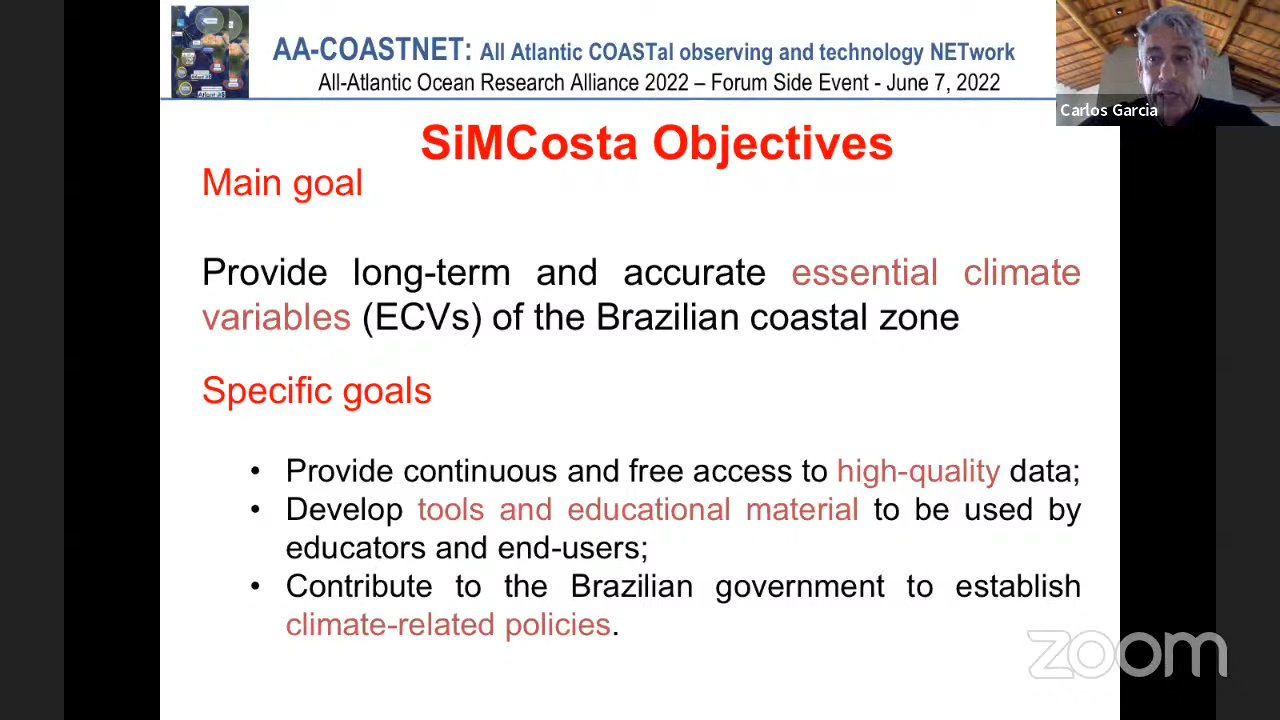 AA-COASTNET: All Atlantic COASTal observing and technology NETwork
All-Atlantic Ocean Research Alliance 2022 – Forum Side Event - June 7, 2022
Carlos Garcia
SiMCosta Objectives
Main goal
Provide long-term and accurate essential climate
variables (ECVs) of the Brazilian coastal zone
Specific goals
• Provide continuous and free access to high-quality data;
• Develop tools and educational material to be used by
educators and end-users;
• Contribute to the Brazilian government to establish
climate-related policies.
zoom